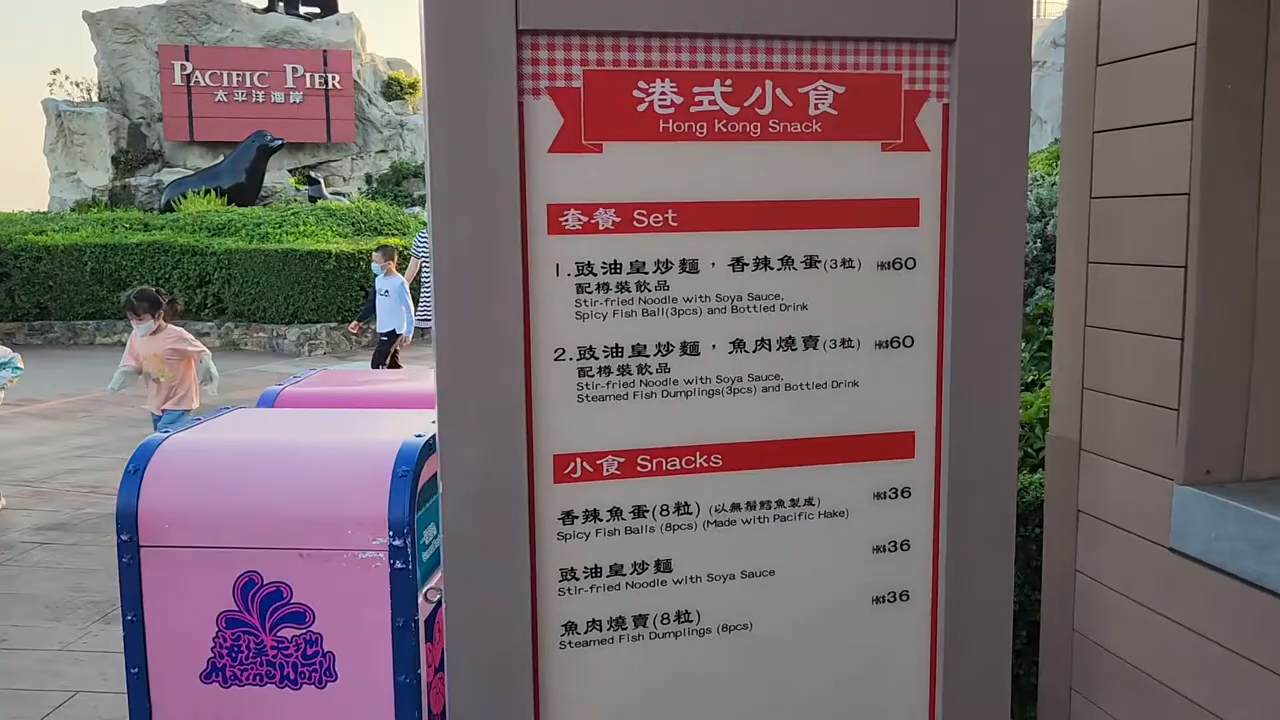 PACIFIC PIER
太平洋海岸
港式小食
Hong Kong Snack
套餐 Set
1.豉油皇炒麵，香辣魚蛋(3粒) HK$60
配樽裝飲品
Stir-fried Noodle with Soya Sauce,
Spicy Fish Ball(3pcs) and Bottled Drink
2.豉油皇炒麵，魚肉燒賣(3粒) HK$60
配樽裝飲品
Stir-fried Noodle with Soya Sauce,
Steamed Fish Dumplings(3pcs) and Bottled Drink
小食 Snacks
香辣魚蛋(8粒) (以無鬚鱈魚製成) HK$36
Spicy Fish Balls (8pcs) (Made with Pacific Hake)
豉油皇炒麵 HK$36
Stir-fried Noodle with Soya Sauce
魚肉燒賣(8粒) HK$36
Steamed Fish Dumplings (8pcs)
海洋天地
Marine World